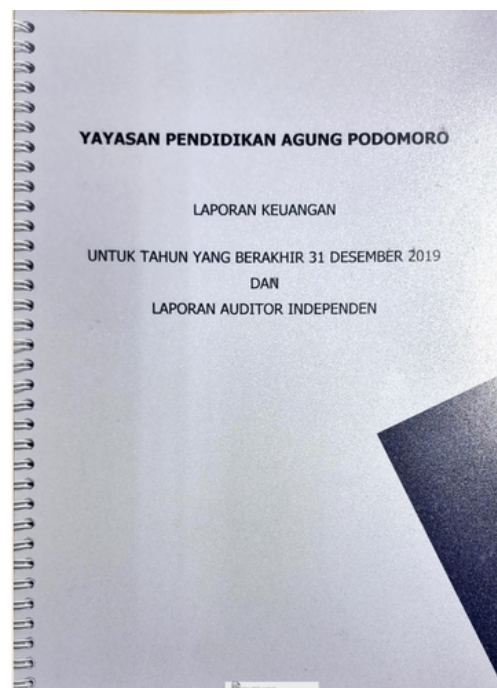 YAYASAN PENDIDIKAN AGUNG PODOMORO
LAPORAN KEUANGAN
UNTUK TAHUN YANG BERAKHIR 31 DESEMBER 2019
DAN
LAPORAN AUDITOR INDEPENDEN